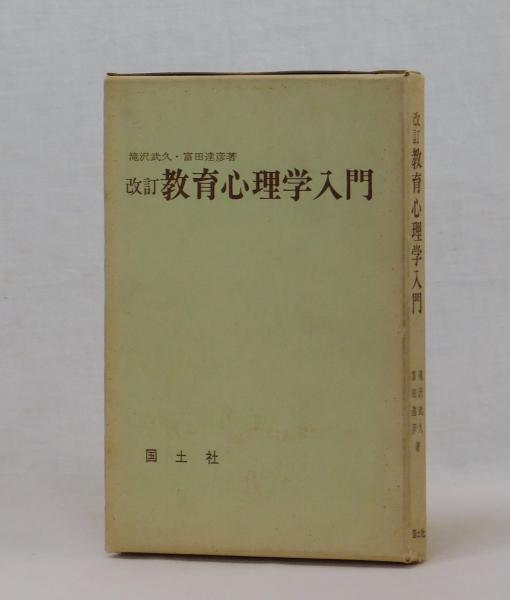 滝沢武久・富田達彦著
改訂 教育心理学入門
国土社
改訂 教育心理学入門
滝沢武久
富田達彦 著
国土社